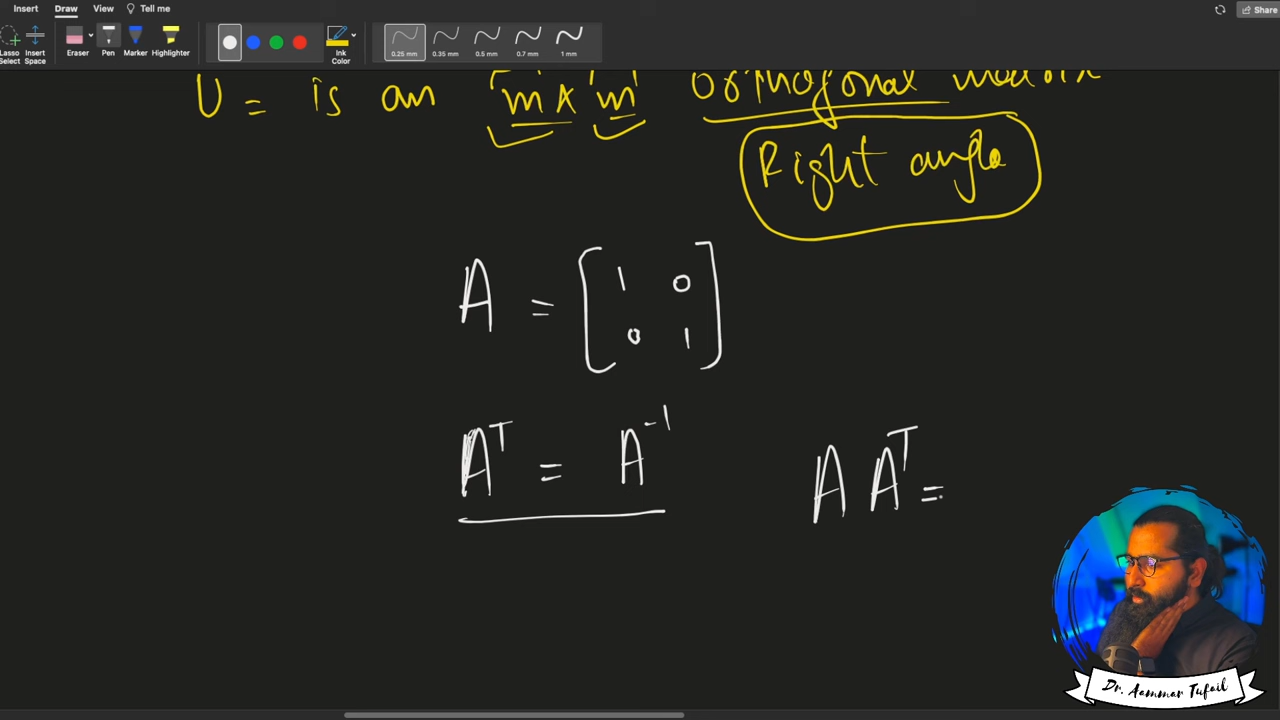 Insert Draw View Tell me
Share
Lasso Select Insert Space Eraser Pen Marker Highlighter Ink Color 0.25 mm 0.35 mm 0.5 mm 0.7 mm 1 mm
U = is an m x m orthogonal matrix
Right angle
A = [ 1 0
0 1 ]
Aᵀ = A⁻¹ A Aᵀ =
Dr. Aammar Tufail